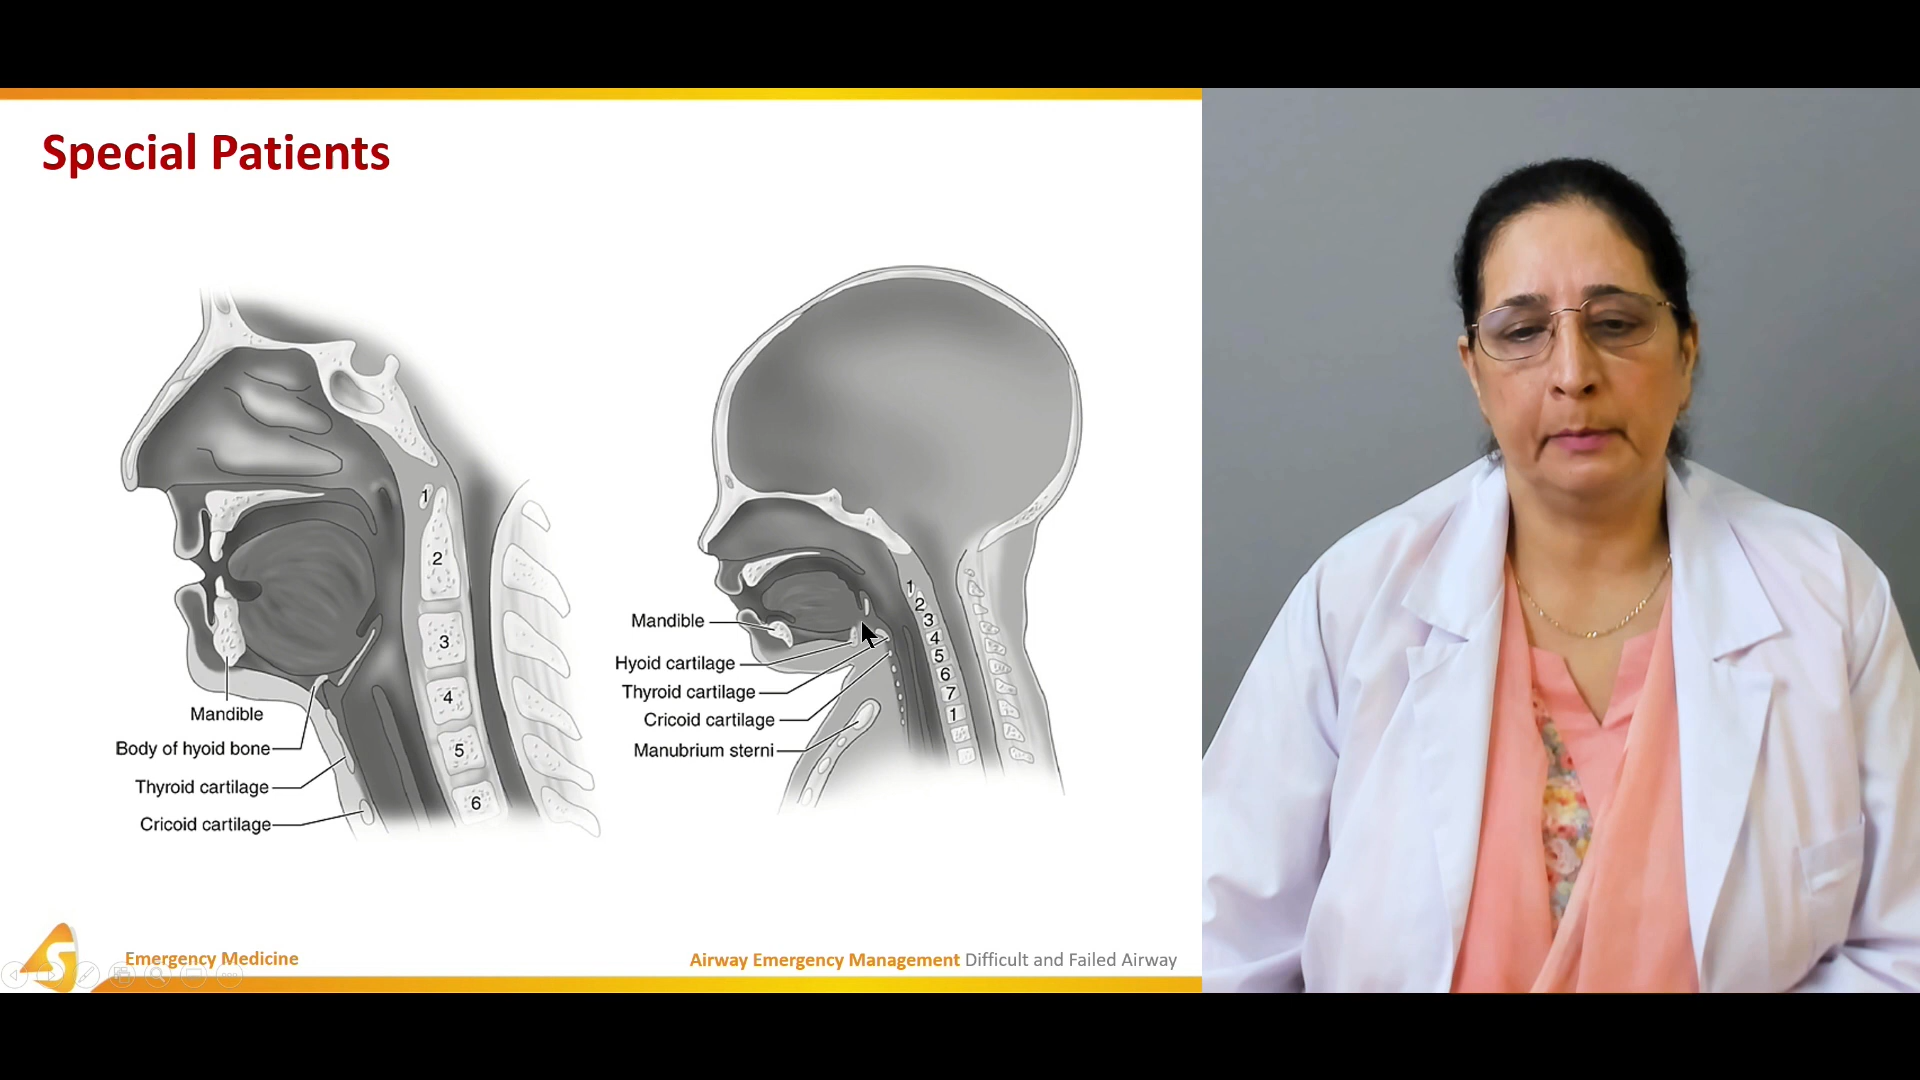 Special Patients
1
2
3
4
5
6
Mandible
Body of hyoid bone
Thyroid cartilage
Cricoid cartilage
1
2
3
4
5
6
7
1
Mandible
Hyoid cartilage
Thyroid cartilage
Cricoid cartilage
Manubrium sterni
S
Emergency Medicine
Airway Emergency Management Difficult and Failed Airway